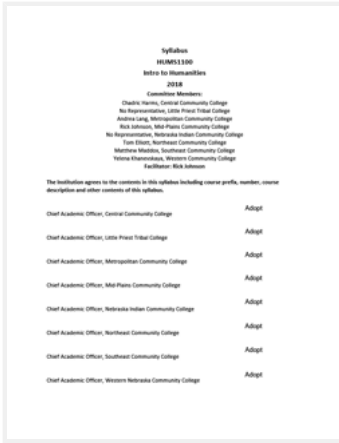 Syllabus
HUMS1100
Intro to Humanities
2018
Committee Members:
Chadric Harms, Central Community College
No Representative, Little Priest Tribal College
Andrea Lang, Metropolitan Community College
Rick Johnson, Mid-Plains Community College
No Representative, Nebraska Indian Community College
Tom Elliott, Northeast Community College
Matthew Maddox, Southeast Community College
Yelena Khanevskaya, Western Community College
Facilitator: Rick Johnson
The Institution agrees to the contents in this syllabus including course prefix, number, course
description and other contents of this syllabus.
Adopt
Chief Academic Officer, Central Community College
Adopt
Chief Academic Officer, Little Priest Tribal College
Adopt
Chief Academic Officer, Metropolitan Community College
Adopt
Chief Academic Officer, Mid-Plains Community College
Adopt
Chief Academic Officer, Nebraska Indian Community College
Adopt
Chief Academic Officer, Northeast Community College
Adopt
Chief Academic Officer, Southeast Community College
Adopt
Chief Academic Officer, Western Nebraska Community College